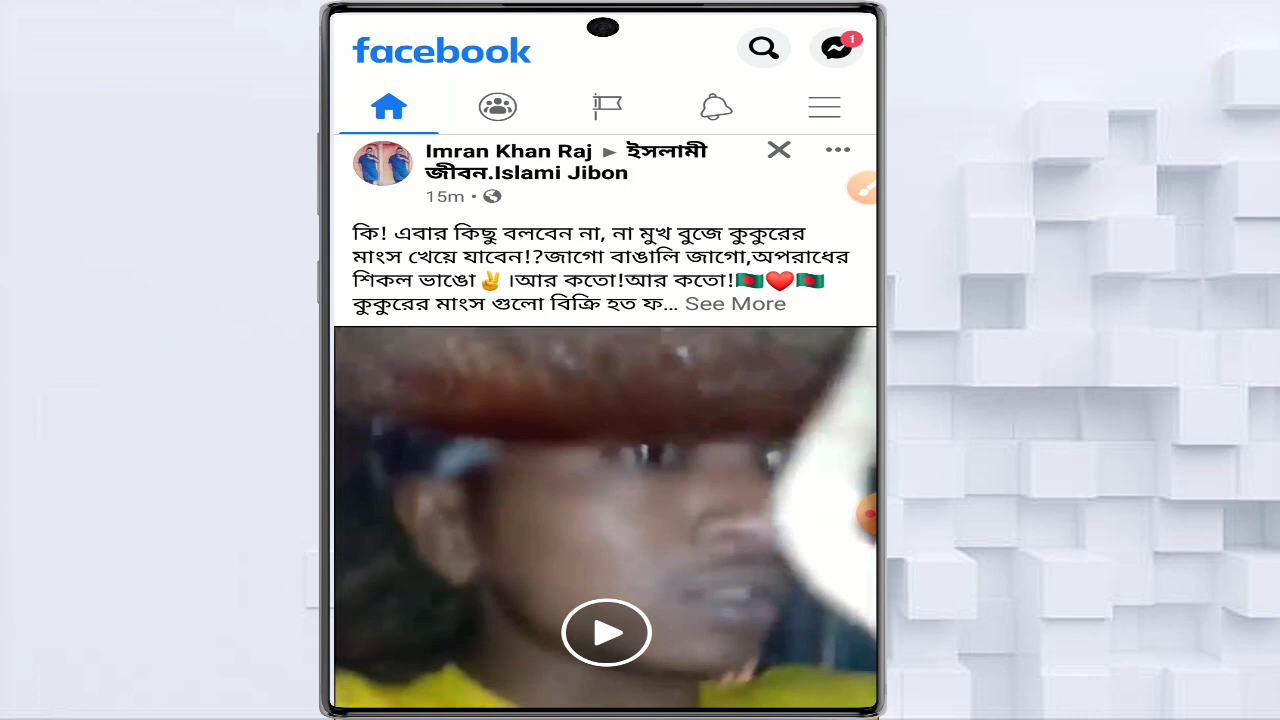 facebook
1
Imran Khan Raj ► ইসলামী
জীবন.Islami Jibon
15m •
কি! এবার কিছু বলবেন না, না মুখ বুজে কুকুরের
মাংস খেয়ে যাবেন!?জাগো বাঙালি জাগো,অপরাধের
শিকল ভাঙো✌️।আর কতো!আর কতো!🇧🇩♥️🇧🇩
কুকুরের মাংস গুলো বিক্রি হত ফ... See More